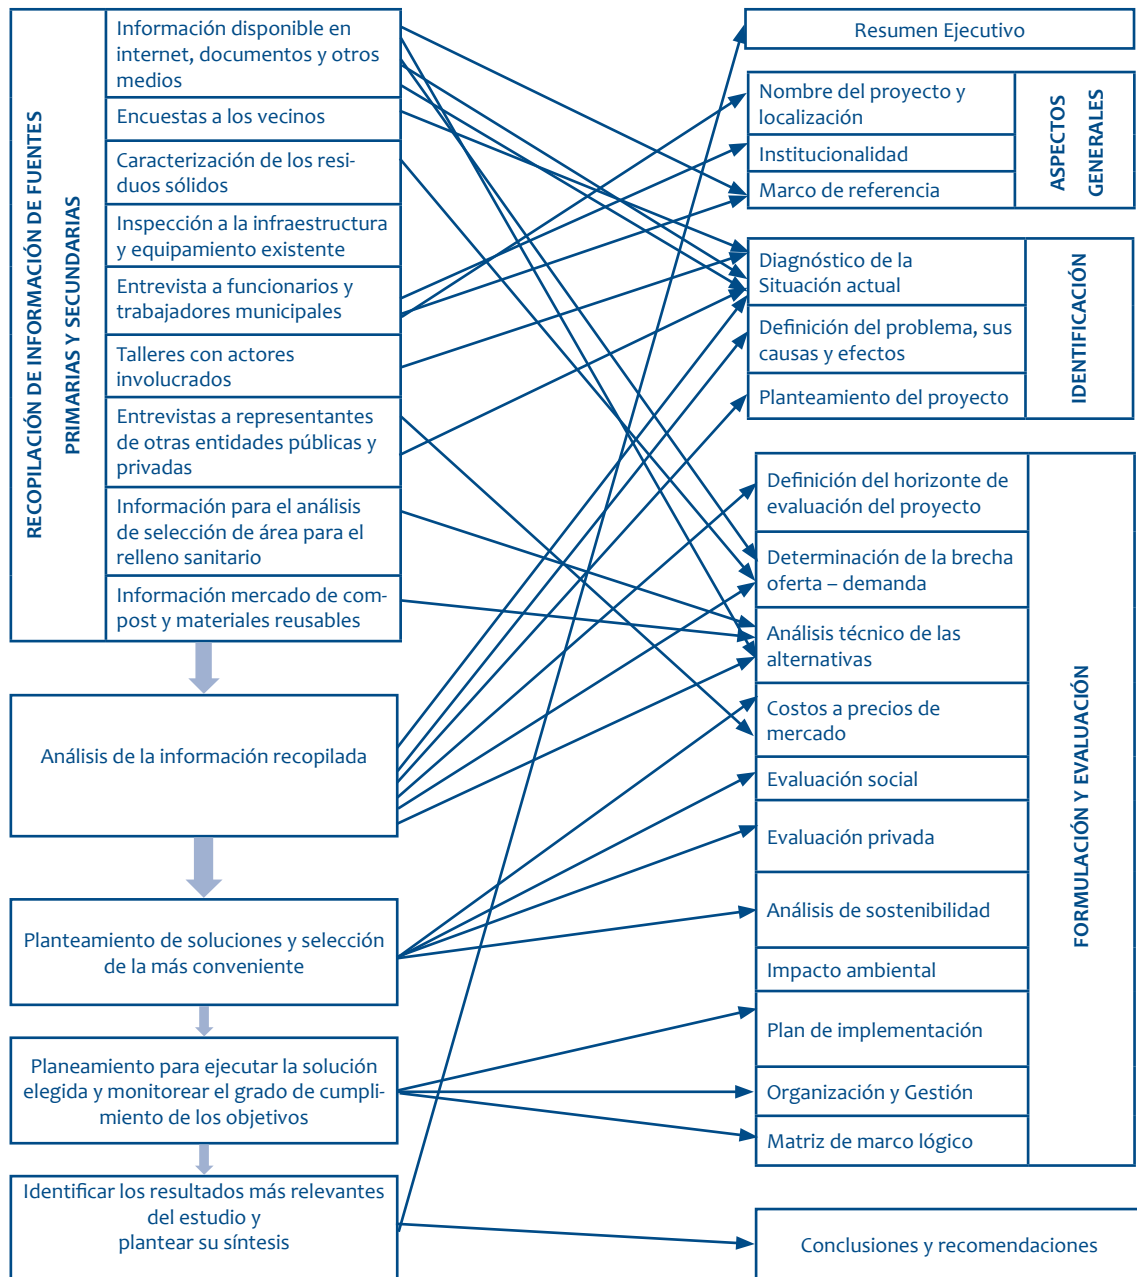 RECOPILACIÓN DE INFORMACIÓN DE FUENTES
PRIMARIAS Y SECUNDARIAS
Información disponible en
internet, documentos y otros
medios
Encuestas a los vecinos
Caracterización de los resi-
duos sólidos
Inspección a la infraestructura
y equipamiento existente
Entrevista a funcionarios y
trabajadores municipales
Talleres con actores
involucrados
Entrevistas a representantes
de otras entidades públicas y
privadas
Información para el análisis
de selección de área para el
relleno sanitario
Información mercado de com-
post y materiales reusables
Análisis de la información recopilada
Planteamiento de soluciones y selección
de la más conveniente
Planeamiento para ejecutar la solución
elegida y monitorear el grado de cumpli-
miento de los objetivos
Identificar los resultados más relevantes
del estudio y
plantear su síntesis
Resumen Ejecutivo
Nombre del proyecto y
localización
Institucionalidad
Marco de referencia
ASPECTOS
GENERALES
Diagnóstico de la
Situación actual
Definición del problema, sus
causas y efectos
Planteamiento del proyecto
IDENTIFICACIÓN
Definición del horizonte de
evaluación del proyecto
Determinación de la brecha
oferta – demanda
Análisis técnico de las
alternativas
Costos a precios de
mercado
Evaluación social
Evaluación privada
Análisis de sostenibilidad
Impacto ambiental
Plan de implementación
Organización y Gestión
Matriz de marco lógico
FORMULACIÓN Y EVALUACIÓN
Conclusiones y recomendaciones